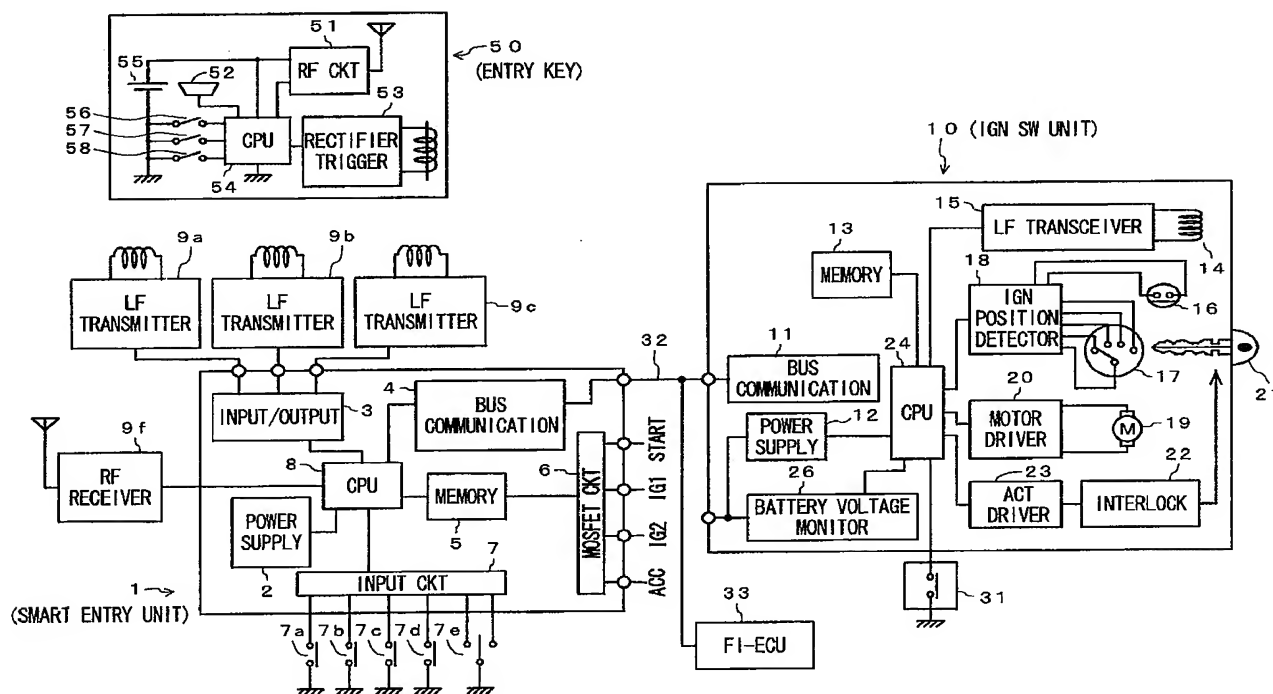 51
50
(ENTRY KEY)
55
52
RF CKT
53
56
57
58
CPU
RECTIFIER
TRIGGER
54
10 (IGN SW UNIT)
15
LF TRANSCEIVER
14
13
MEMORY
18
IGN
POSITION
DETECTOR
16
17
9a
9b
9c
LF
TRANSMITTER
LF
TRANSMITTER
LF
TRANSMITTER
32
11
BUS
COMMUNICATION
24
CPU
20
MOTOR
DRIVER
M
19
4
BUS
COMMUNICATION
INPUT/OUTPUT
3
POWER
SUPPLY
12
26
BATTERY VOLTAGE
MONITOR
23
ACT
DRIVER
22
INTERLOCK
9f
RF
RECEIVER
8
CPU
MEMORY
5
6
MOSFET CKT
START
IG1
IG2
ACC
POWER
SUPPLY
2
7
INPUT CKT
1
(SMART ENTRY UNIT)
7a
7b
7c
7d
7e
31
33
FI-ECU